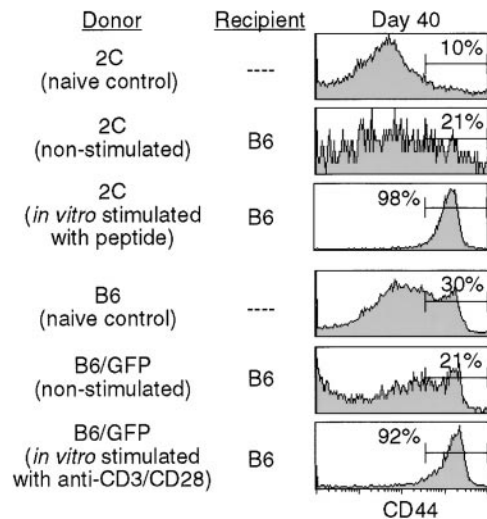 Donor Recipient Day 40
2C
(naive control)
----
10%
2C
(non-stimulated)
B6
21%
2C
(in vitro stimulated
with peptide)
B6
98%
B6
(naive control)
----
30%
B6/GFP
(non-stimulated)
B6
21%
B6/GFP
(in vitro stimulated
with anti-CD3/CD28)
B6
92%
CD44